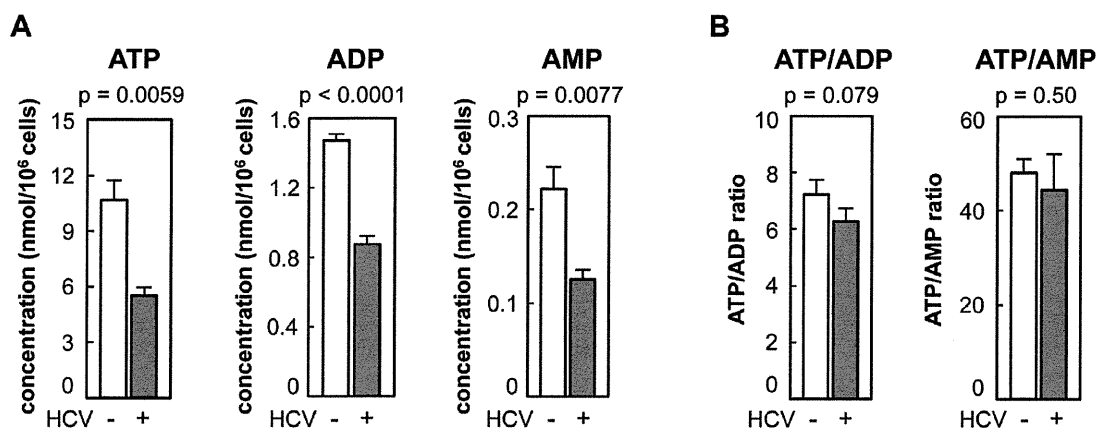 A
ATP
p = 0.0059
concentration (nmol/10⁶ cells)
15
12
9
6
3
0
HCV - +
ADP
p < 0.0001
concentration (nmol/10⁶ cells)
1.6
1.2
0.8
0.4
0
HCV - +
AMP
p = 0.0077
concentration (nmol/10⁶ cells)
0.3
0.2
0.1
0
HCV - +
B
ATP/ADP
p = 0.079
ATP/ADP ratio
10
8
6
4
2
0
HCV - +
ATP/AMP
p = 0.50
ATP/AMP ratio
60
40
20
0
HCV - +